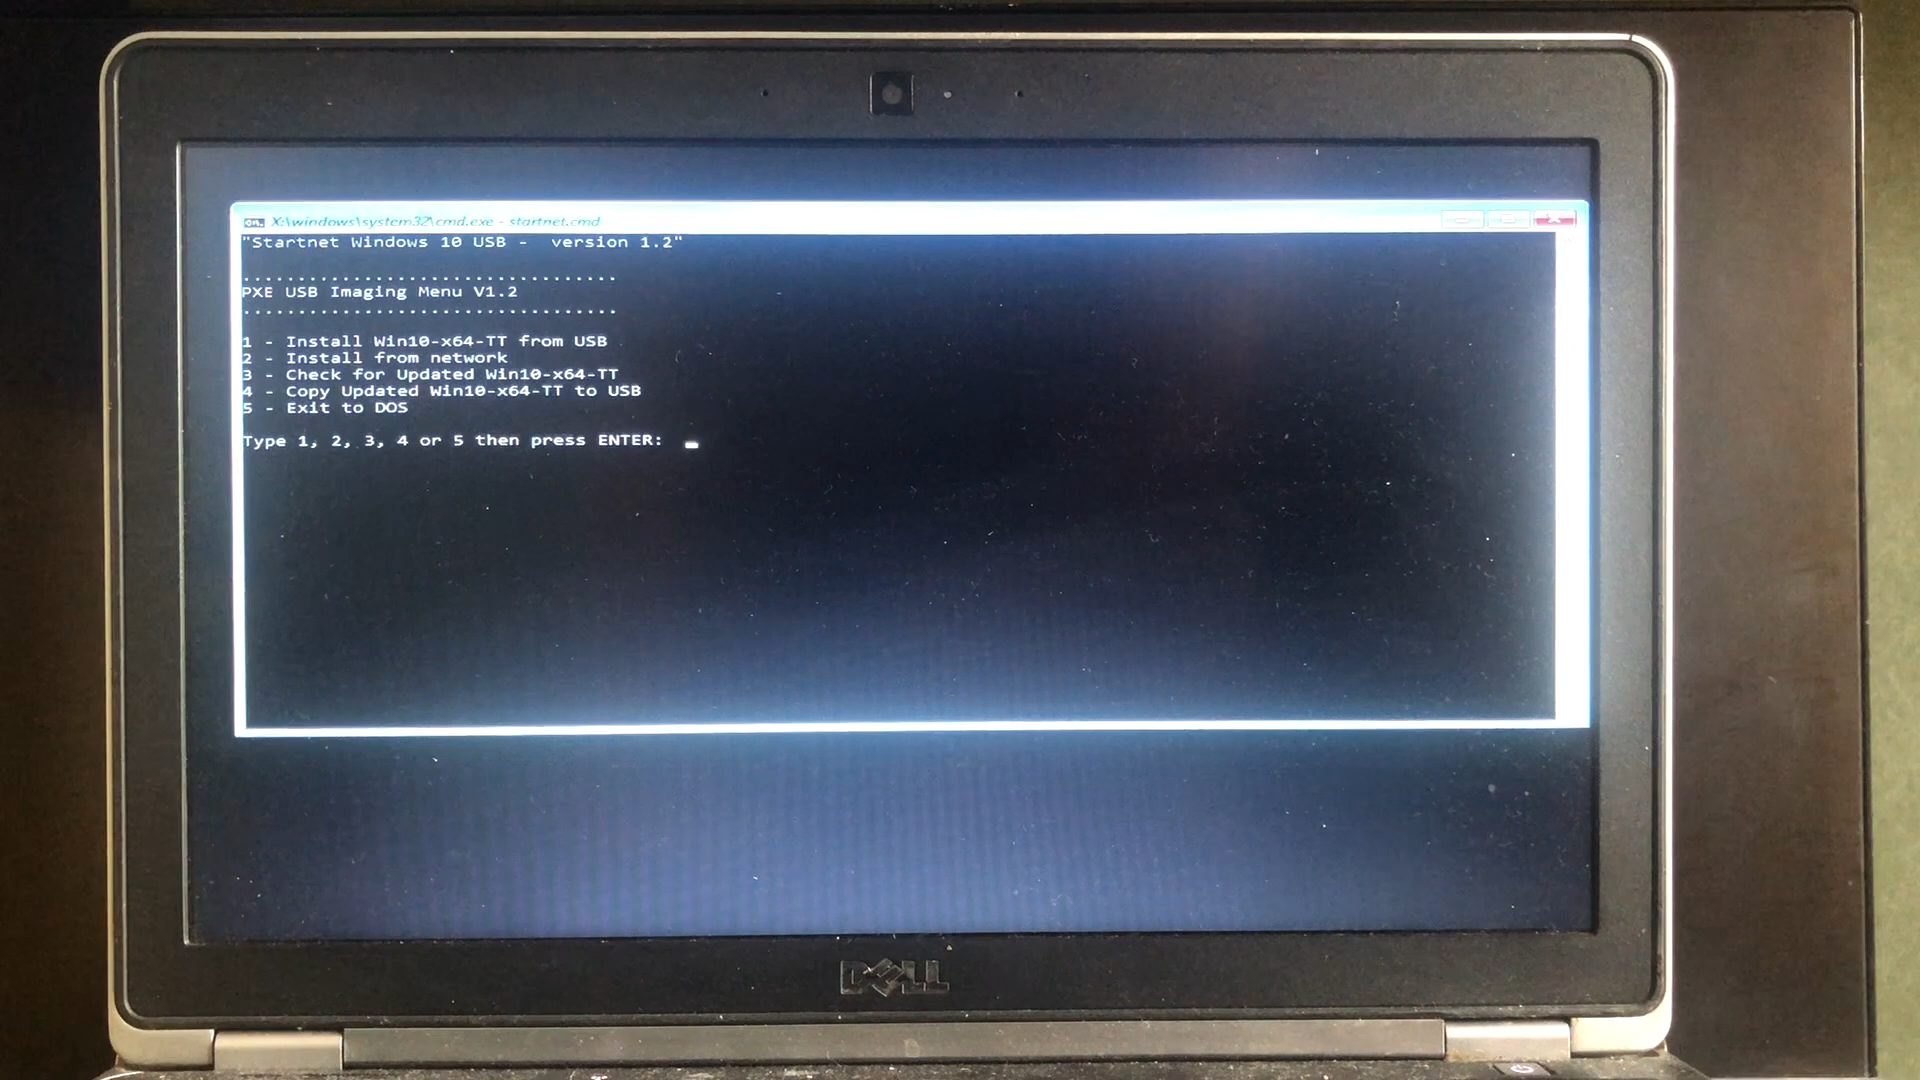 X:\windows\system32\cmd.exe - startnet.cmd
"Startnet Windows 10 USB -  version 1.2"
..................................
PXE USB Imaging Menu V1.2
..................................
1 - Install Win10-x64-TT from USB
2 - Install from network
3 - Check for Updated Win10-x64-TT
4 - Copy Updated Win10-x64-TT to USB
5 - Exit to DOS
Type 1, 2, 3, 4 or 5 then press ENTER:  _
DELL